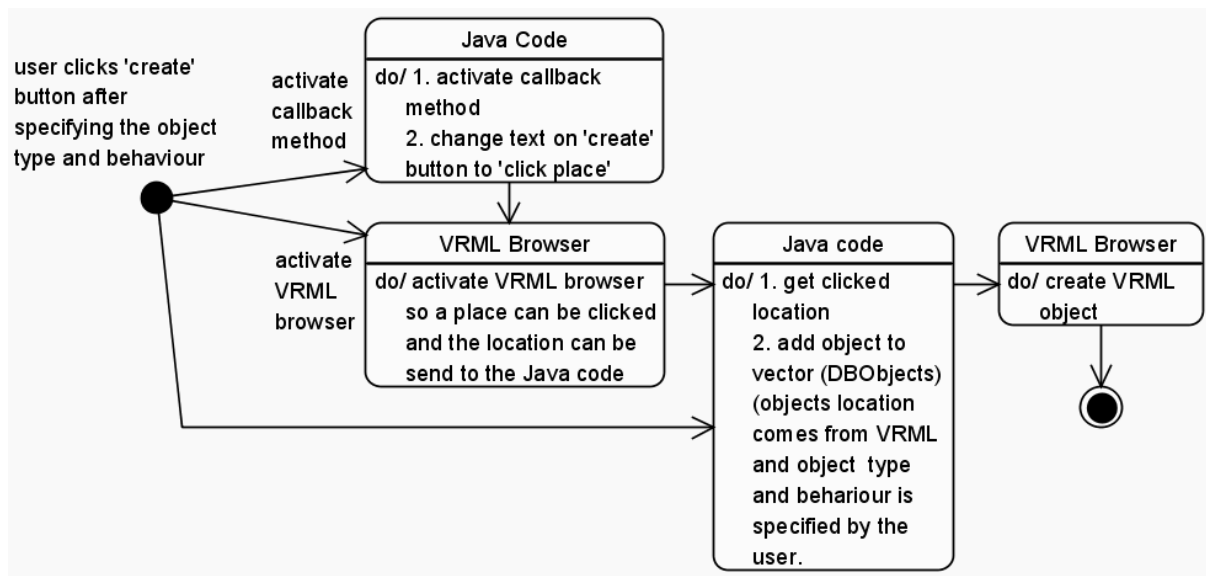 user clicks 'create'
button after
specifying the object
type and behaviour
activate
callback
method
Java Code
do/ 1. activate callback
method
2. change text on 'create'
button to 'click place'
activate
VRML
browser
VRML Browser
do/ activate VRML browser
so a place can be clicked
and the location can be
send to the Java code
Java code
do/ 1. get clicked
location
2. add object to
vector (DBObjects)
(objects location
comes from VRML
and object type
and behariour is
specified by the
user.
VRML Browser
do/ create VRML
object